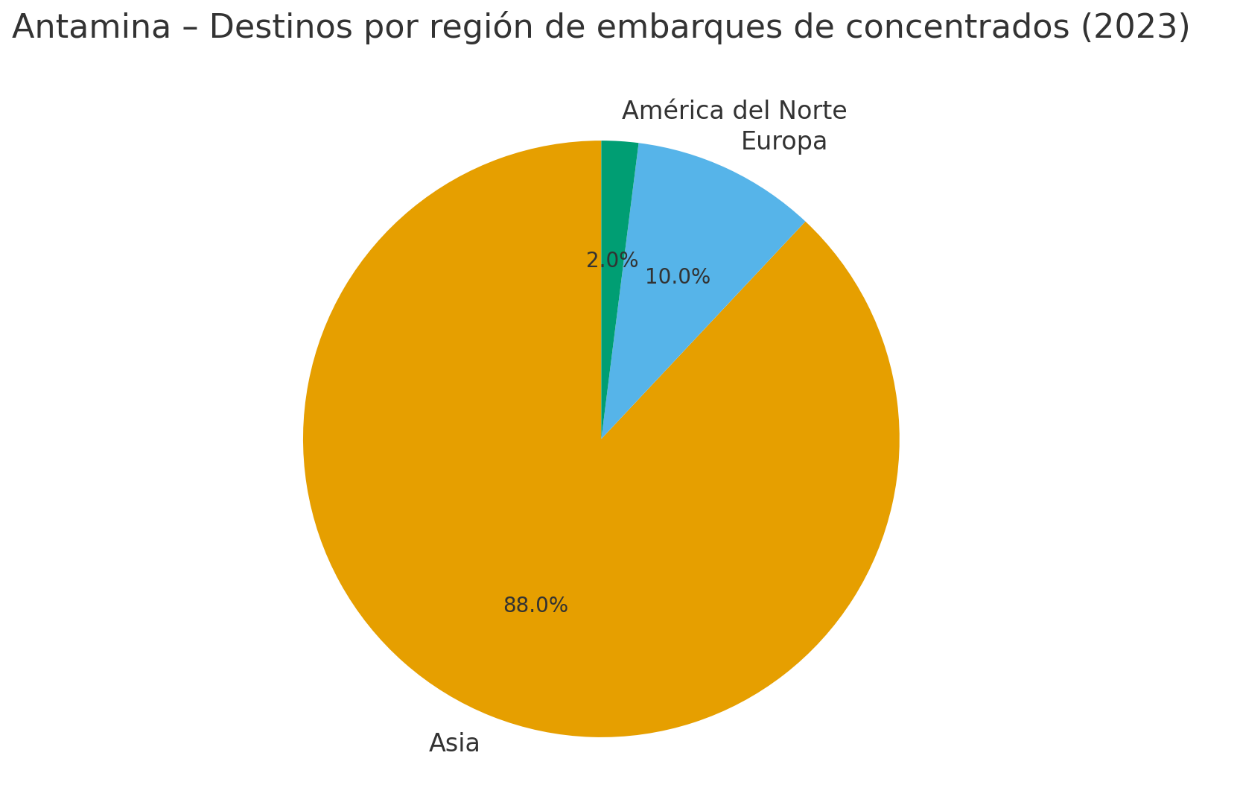 Antamina – Destinos por región de embarques de concentrados (2023)
América del Norte
Europa
2.0%
10.0%
88.0%
Asia